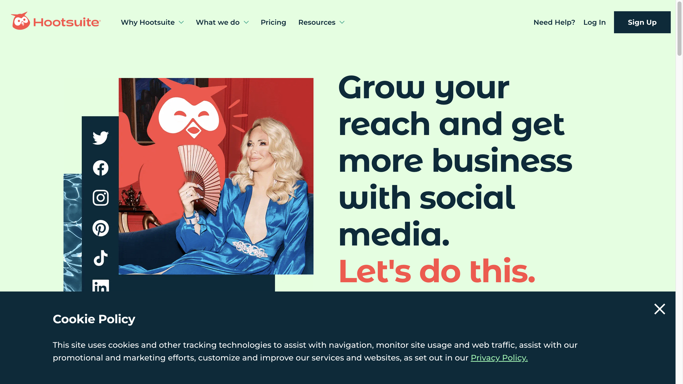 Hootsuite
Why Hootsuite
What we do
Pricing
Resources
Need Help?
Log In
Sign Up
Grow your
reach and get
more business
with social
media.
Let's do this.
Cookie Policy
This site uses cookies and other tracking technologies to assist with navigation, monitor site usage and web traffic, assist with our
promotional and marketing efforts, customize and improve our services and websites, as set out in our Privacy Policy.